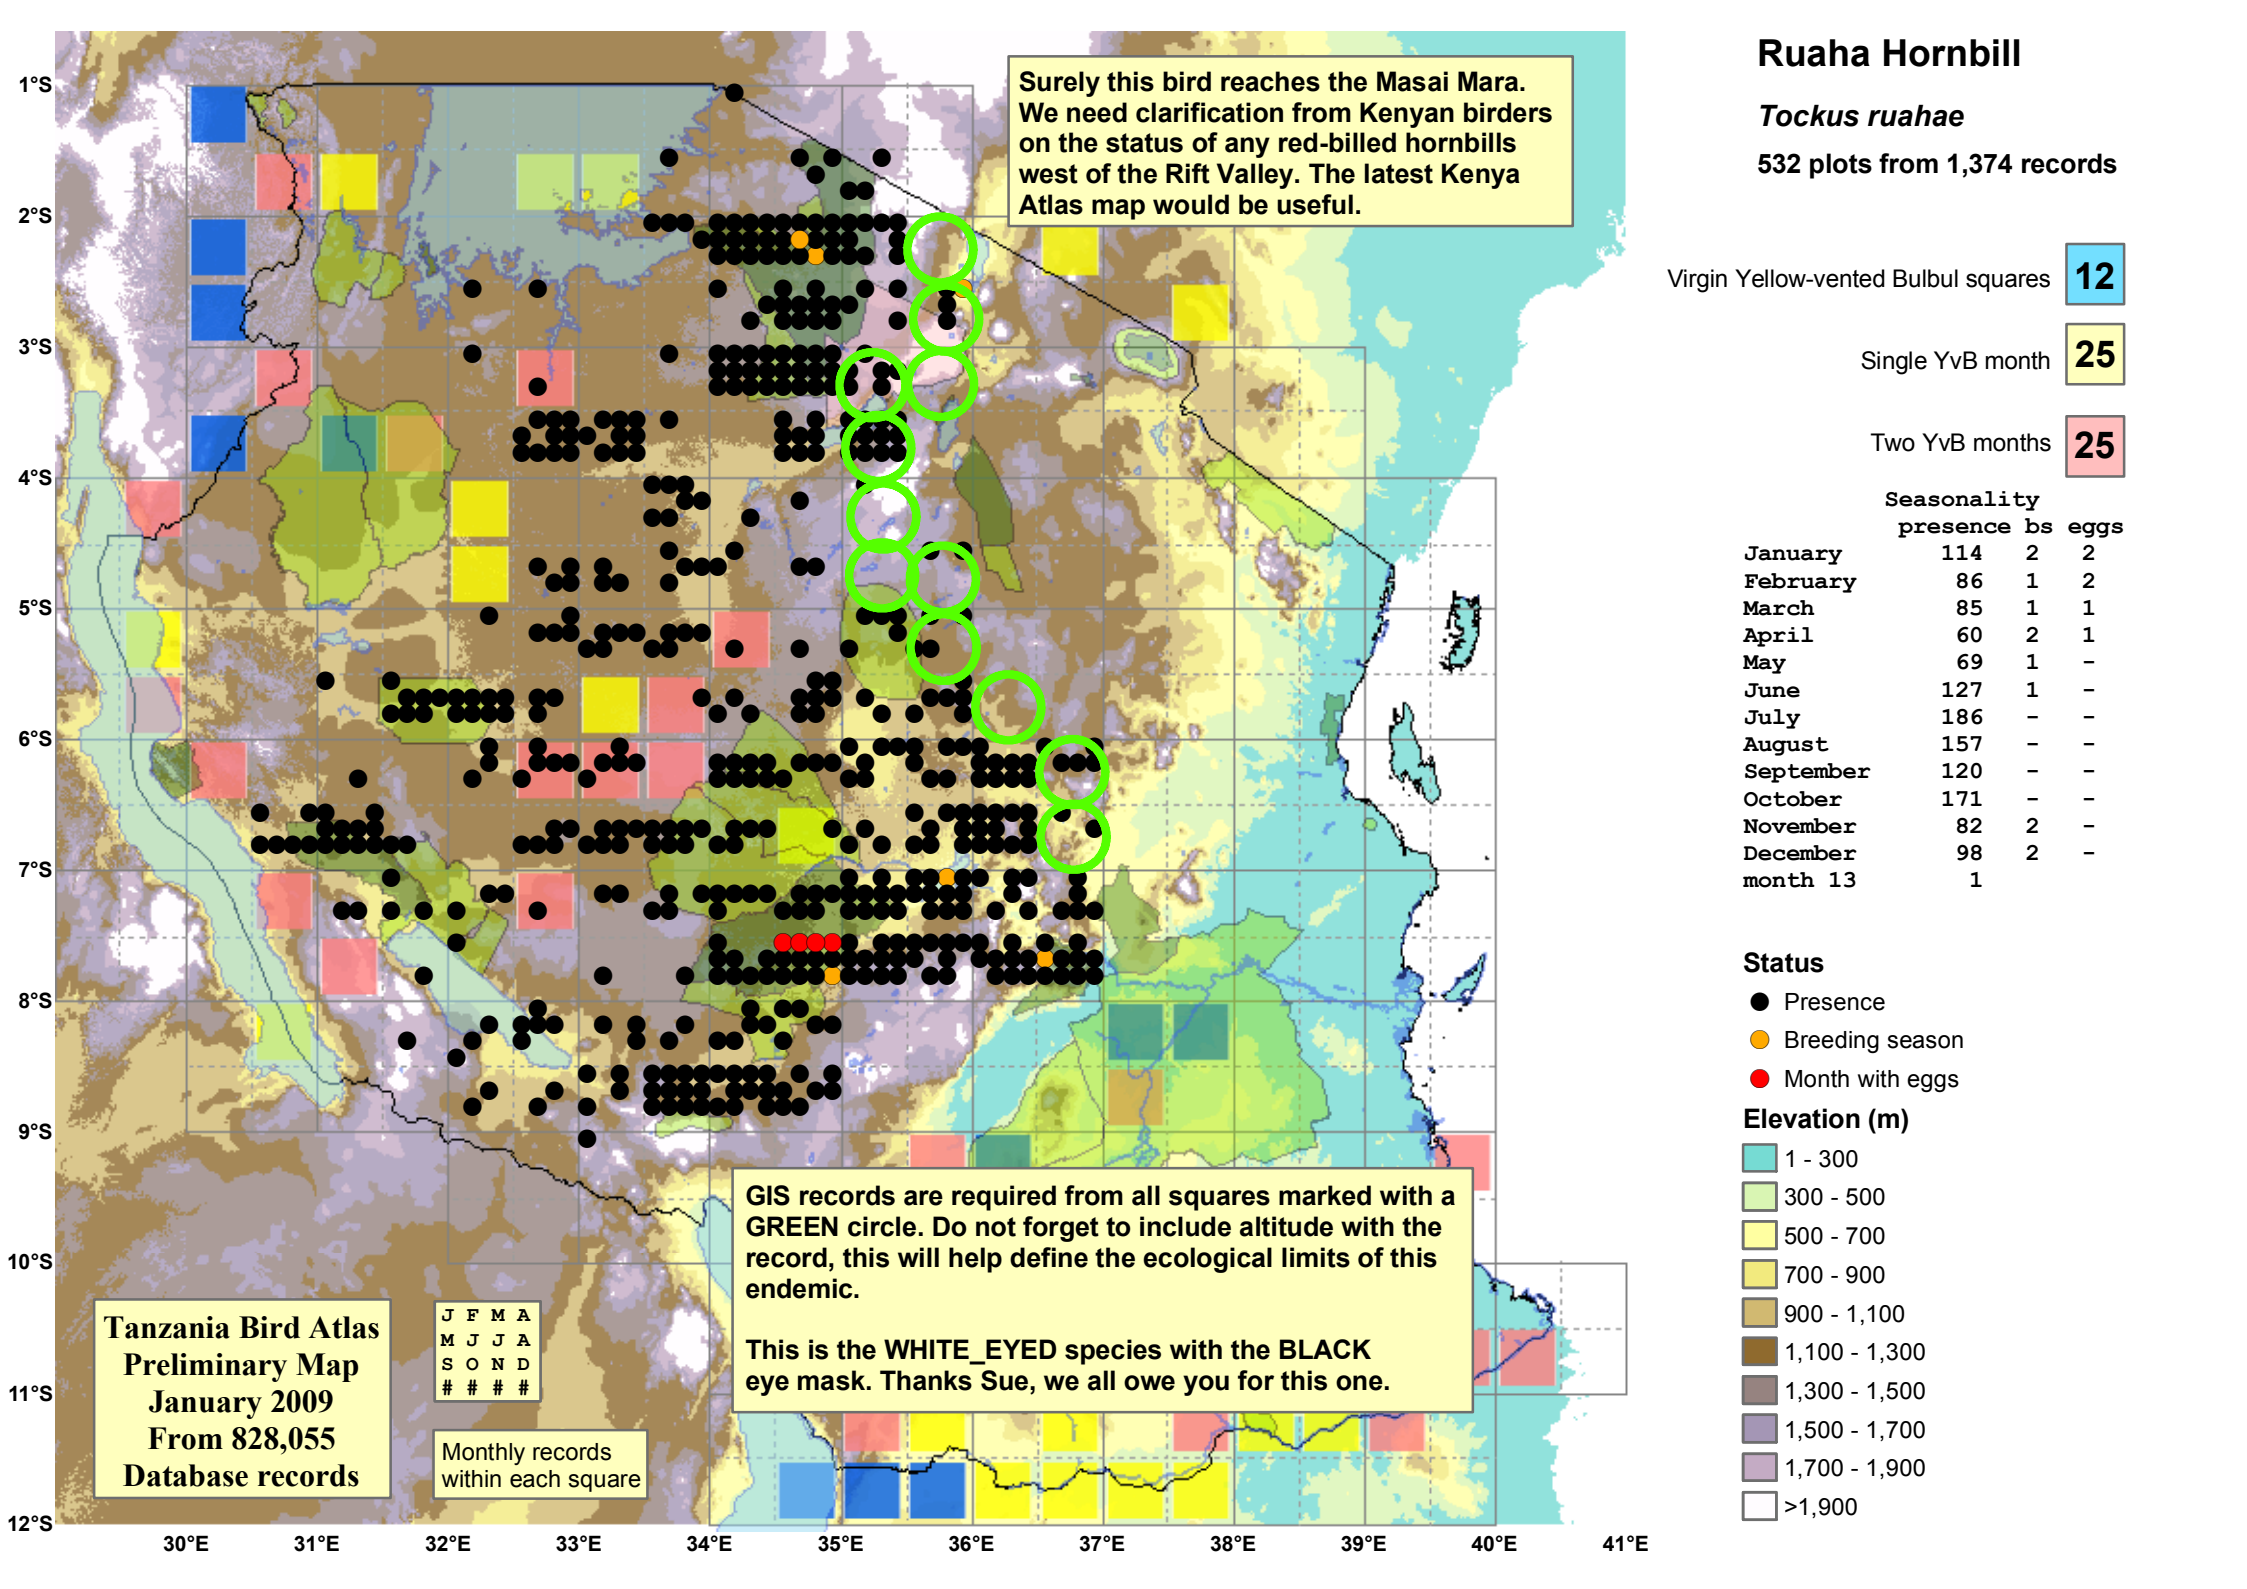 Ruaha Hornbill
Tockus ruahae
532 plots from 1,374 records
Surely this bird reaches the Masai Mara.
We need clarification from Kenyan birders
on the status of any red-billed hornbills
west of the Rift Valley. The latest Kenya
Atlas map would be useful.
1°S
2°S
3°S
4°S
5°S
6°S
7°S
8°S
9°S
10°S
11°S
12°S
30°E 31°E 32°E 33°E 34°E 35°E 36°E 37°E 38°E 39°E 40°E 41°E
Virgin Yellow-vented Bulbul squares 12
Single YvB month 25
Two YvB months 25
Seasonality
presence bs eggs
January 114 2 2
February 86 1 2
March 85 1 1
April 60 2 1
May 69 1 -
June 127 1 -
July 186 - -
August 157 - -
September 120 - -
October 171 - -
November 82 2 -
December 98 2 -
month 13 1
Status
Presence
Breeding season
Month with eggs
Elevation (m)
1 - 300
300 - 500
500 - 700
700 - 900
900 - 1,100
1,100 - 1,300
1,300 - 1,500
1,500 - 1,700
1,700 - 1,900
>1,900
GIS records are required from all squares marked with a
GREEN circle. Do not forget to include altitude with the
record, this will help define the ecological limits of this
endemic.
This is the WHITE_EYED species with the BLACK
eye mask. Thanks Sue, we all owe you for this one.
Tanzania Bird Atlas
Preliminary Map
January 2009
From 828,055
Database records
J F M A
M J J A
S O N D
# # # #
Monthly records
within each square